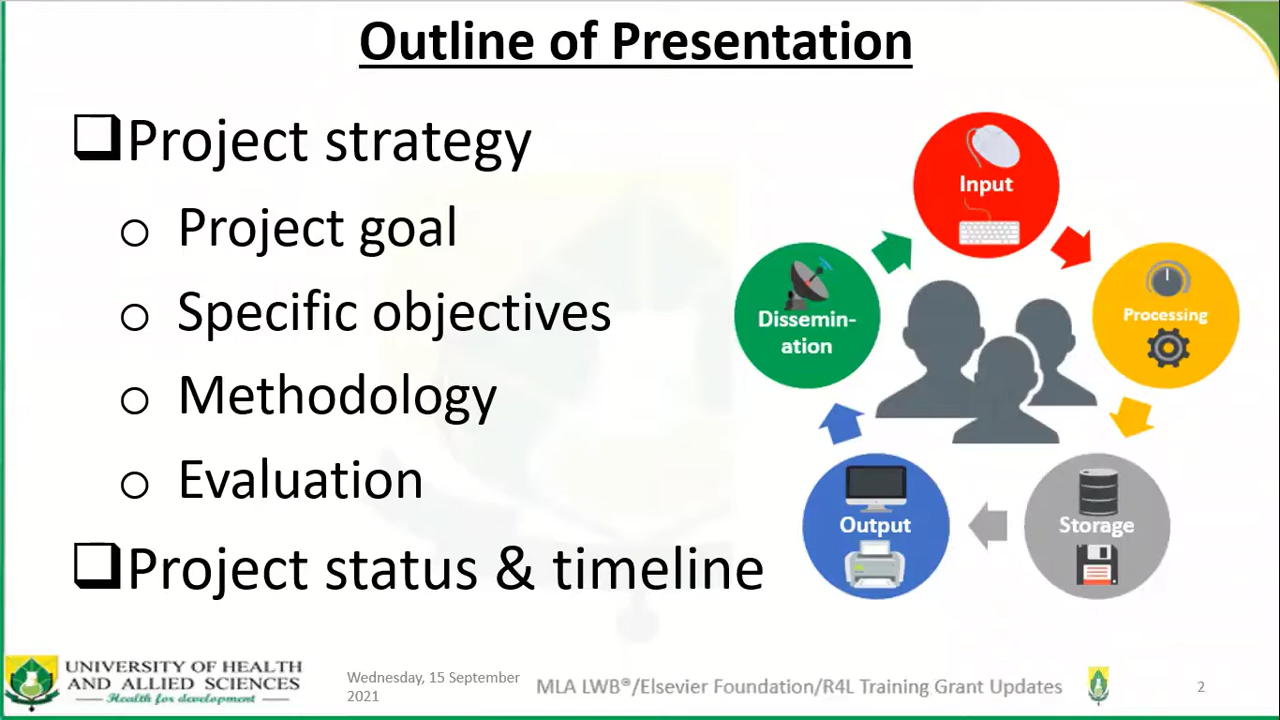 Outline of Presentation
❑Project strategy
o Project goal
o Specific objectives
o Methodology
o Evaluation
❑Project status & timeline
Input
Processing
Storage
Output
Dissemin-
ation
UNIVERSITY OF HEALTH
AND ALLIED SCIENCES
Health for development
Wednesday, 15 September
2021
MLA LWB®/Elsevier Foundation/R4L Training Grant Updates
2